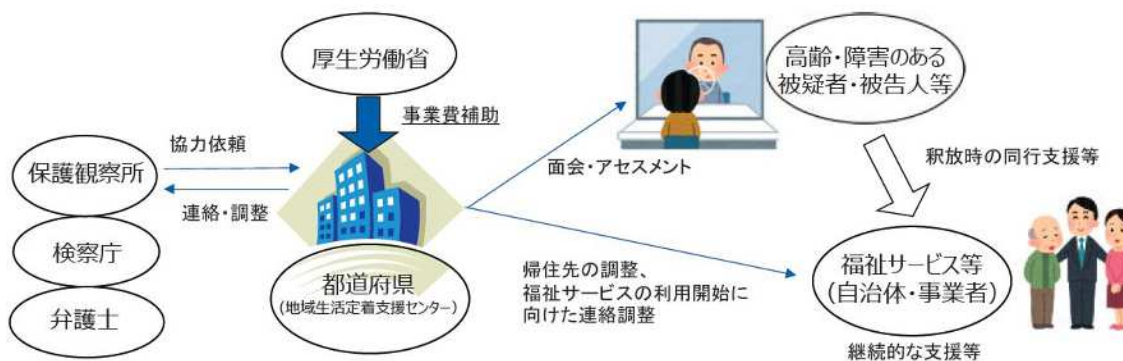 厚生労働省
事業費補助
高齢・障害のある
被疑者・被告人等
協力依頼
保護観察所
連絡・調整
検察庁
弁護士
都道府県
(地域生活定着支援センター)
面会・アセスメント
釈放時の同行支援等
帰住先の調整、
福祉サービスの利用開始に
向けた連絡調整
福祉サービス等
(自治体・事業者)
継続的な支援等